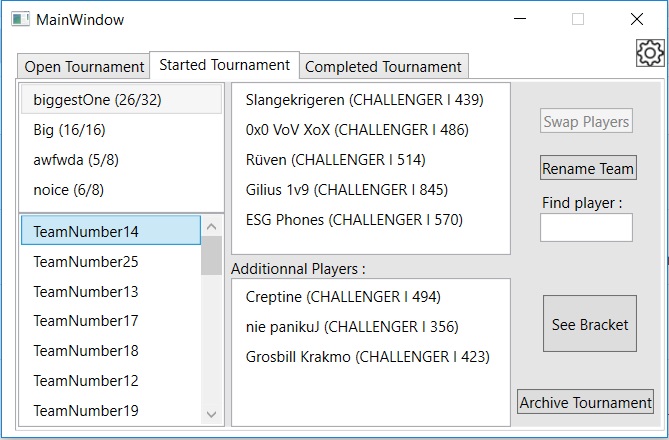 MainWindow
Open Tournament
Started Tournament
Completed Tournament
biggestOne (26/32)
Big (16/16)
awfwda (5/8)
noice (6/8)
TeamNumber14
TeamNumber25
TeamNumber13
TeamNumber17
TeamNumber18
TeamNumber12
TeamNumber19
Slangekrigeren (CHALLENGER I 439)
0x0 VoV XoX (CHALLENGER I 486)
Rüven (CHALLENGER I 514)
Gilius 1v9 (CHALLENGER I 845)
ESG Phones (CHALLENGER I 570)
Additionnal Players :
Creptine (CHALLENGER I 494)
nie panikuJ (CHALLENGER I 356)
Grosbill Krakmo (CHALLENGER I 423)
Swap Players
Rename Team
Find player :
See Bracket
Archive Tournament